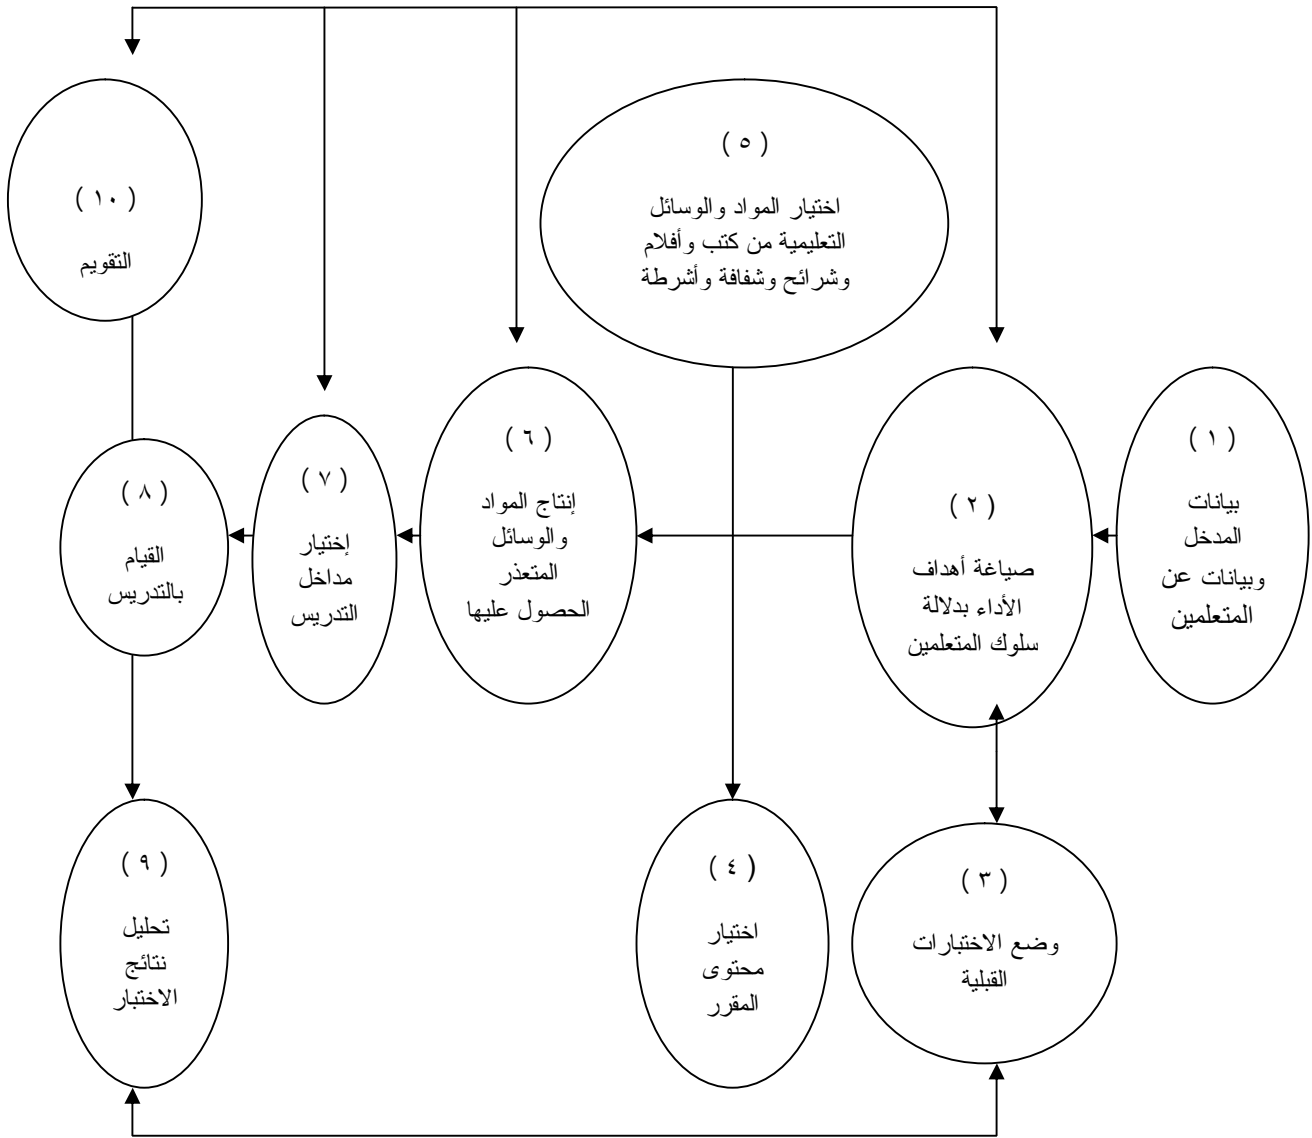 ( ١ )
بيانات
المدخل
وبيانات عن
المتعلمين
( ٢ )
صياغة أهداف
الأداء بدلالة
سلوك المتعلمين
( ٣ )
وضع الاختبارات
القبلية
( ٤ )
اختيار
محتوى
المقرر
( ٥ )
اختيار المواد والوسائل
التعليمية من كتب وأفلام
وشرائح وشفافة وأشرطة
( ٦ )
إنتاج المواد
والوسائل
المتعذر
الحصول عليها
( ٧ )
إختيار
مداخل
التدريس
( ٨ )
القيام
بالتدريس
( ٩ )
تحليل
نتائج
الاختبار
( ١٠ )
التقويم